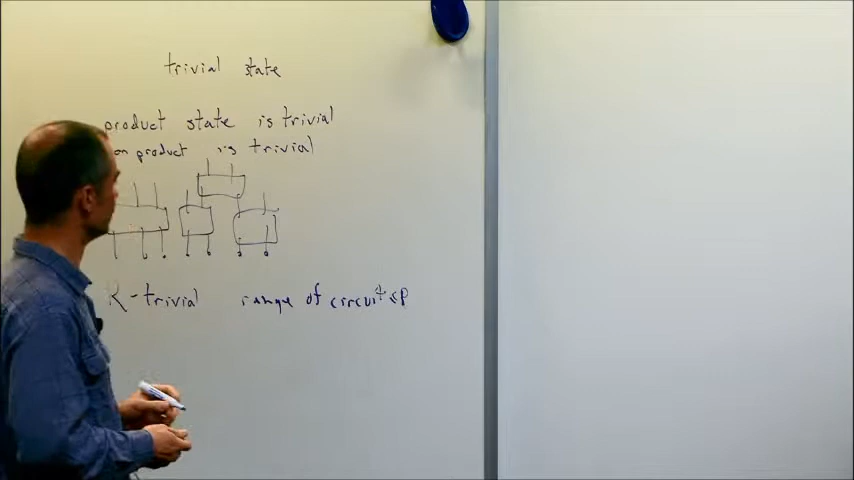 trivial state
product state is trivial
product is trivial
R-trivial range of circuit <R